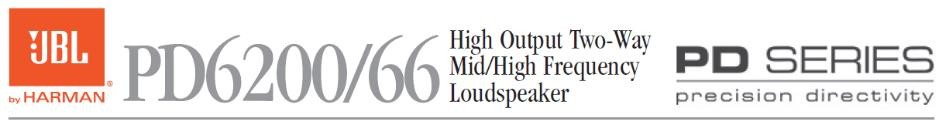 JBL
by HARMAN®
PD6200/66
High Output Two-Way
Mid/High Frequency
Loudspeaker
PD SERIES
precision directivity